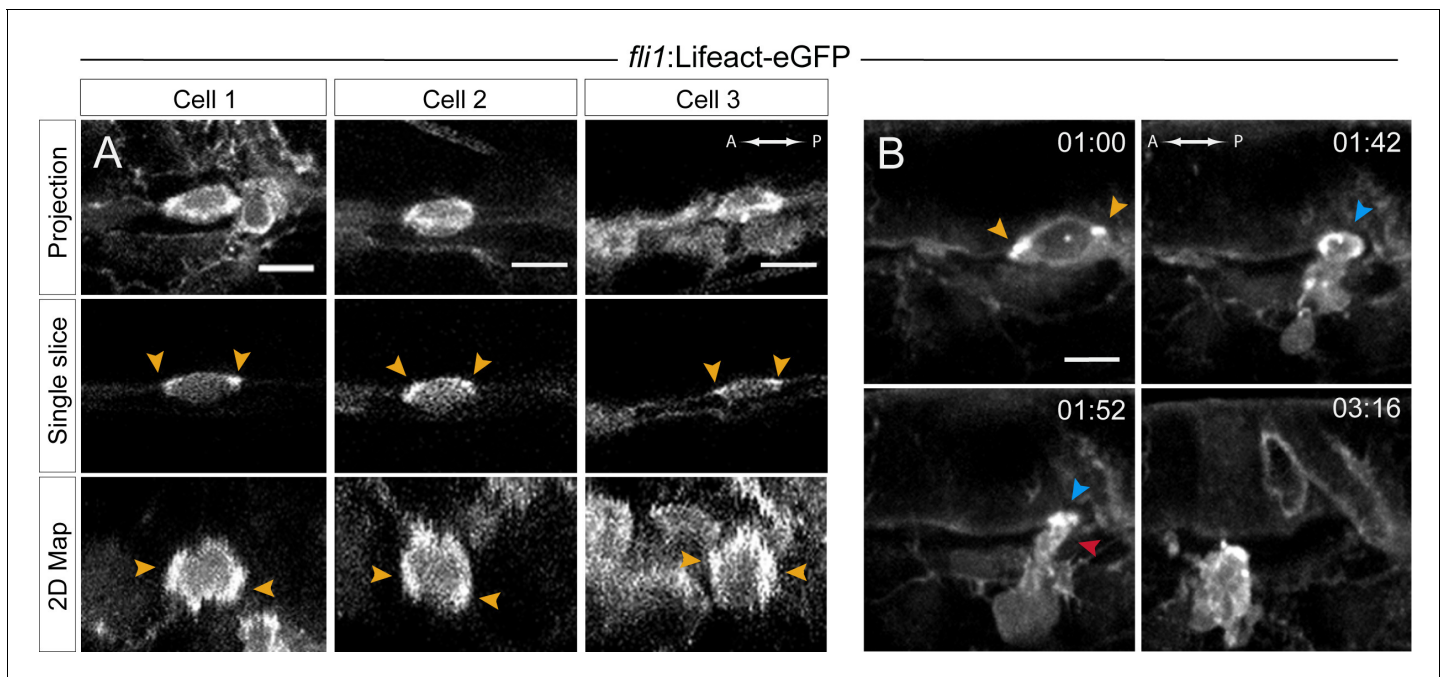 fli1:Lifeact-eGFP
Cell 1
Cell 2
Cell 3
Projection
Single slice
2D Map
A
A P
B
01:00
A P
01:42
01:52
03:16